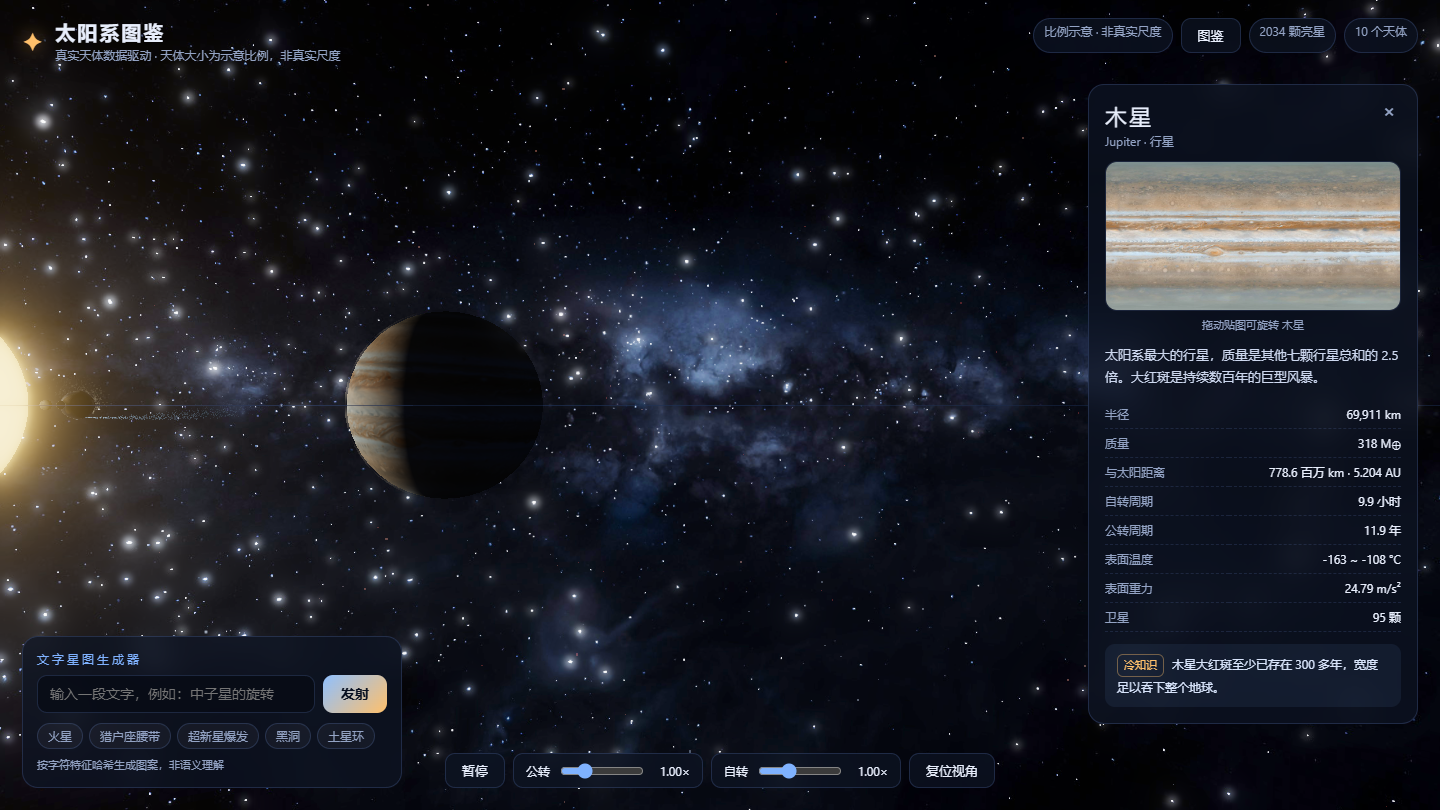 太阳系图鉴
真实天体数据驱动 · 天体大小为示意比例，非真实尺度
比例示意 · 非真实尺度
图鉴
2034 颗亮星
10 个天体
木星
×
Jupiter · 行星
拖动贴图可旋转 木星
太阳系最大的行星，质量是其他七颗行星总和的 2.5
倍。大红斑是持续数百年的巨型风暴。
半径 69,911 km
质量 318 M⊕
与太阳距离 778.6 百万 km · 5.204 AU
自转周期 9.9 小时
公转周期 11.9 年
表面温度 -163 ~ -108 °C
表面重力 24.79 m/s²
卫星 95 颗
冷知识 木星大红斑至少已存在 300 多年，宽度
足以吞下整个地球。
文字星图生成器
输入一段文字，例如：中子星的旋转
发射
火星 猎户座腰带 超新星爆发 黑洞 土星环
按字符特征哈希生成图案，非语义理解
暂停 公转 1.00× 自转 1.00× 复位视角